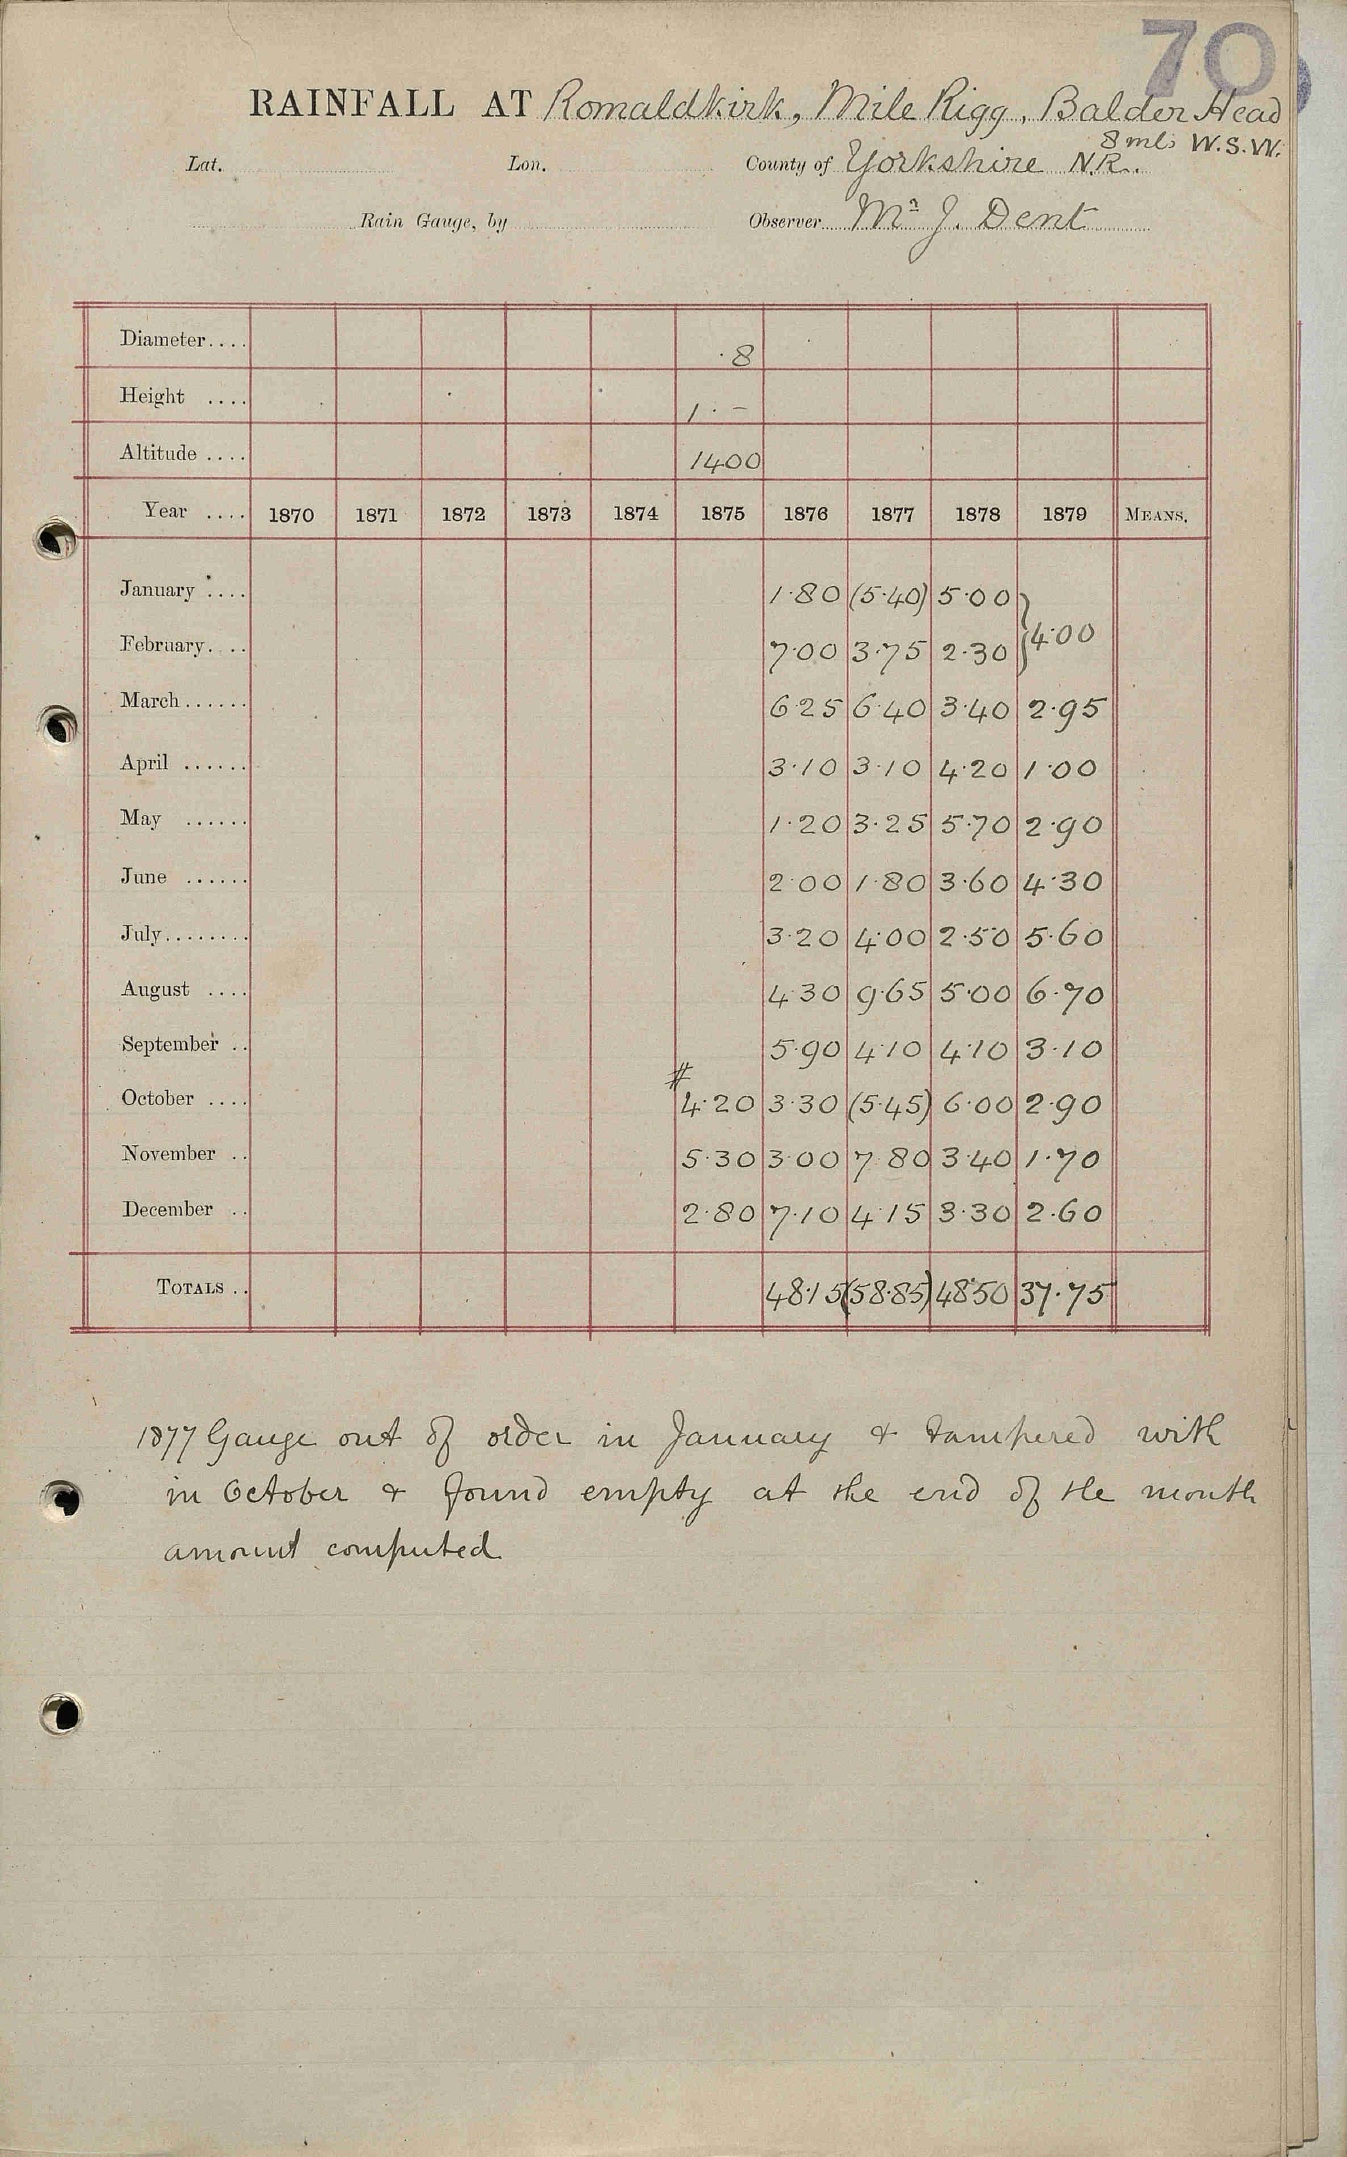 70
RAINFALL AT Romaldkirk, Mile Rigg, Balder Head
8 mls W.S.W.
Lat. Lon. County of Yorkshire N.R.
Rain Gauge, by Observer Mr J. Dent
Diameter.... ·8
Height .... 1·–
Altitude .... 1400
Year .... 1870 1871 1872 1873 1874 1875 1876 1877 1878 1879 MEANS.
January .... 1·80 (5·40) 5·00
February. .. 7·00 3·75 2·30 } 4·00
March...... 6·25 6·40 3·40 2·95
April ...... 3·10 3·10 4·20 1·00
May ...... 1·20 3·25 5·70 2·90
June ...... 2·00 1·80 3·60 4·30
July........ 3·20 4·00 2·50 5·60
August .... 4·30 9·65 5·00 6·70
September .. 5·90 4·10 4·10 3·10
October .... # 4·20 3·30 (5·45) 6·00 2·90
November .. 5·30 3·00 7·80 3·40 1·70
December .. 2·80 7·10 4·15 3·30 2·60
TOTALS .. 48·15 (58·85) 48·50 37·75
1877 Gauge out of order in January & tampered with
in October & found empty at the end of the month
amount computed